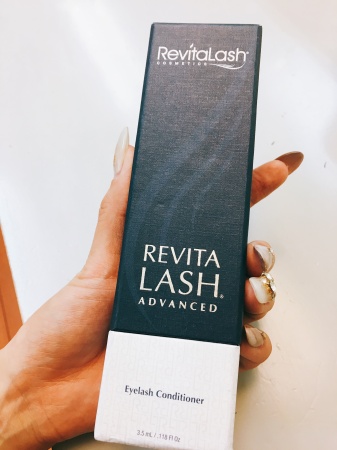 RevitaLash®
COSMETICS
REVITA
LASH®
ADVANCED
Eyelash Conditioner
3.5 mL / .118 Fl Oz